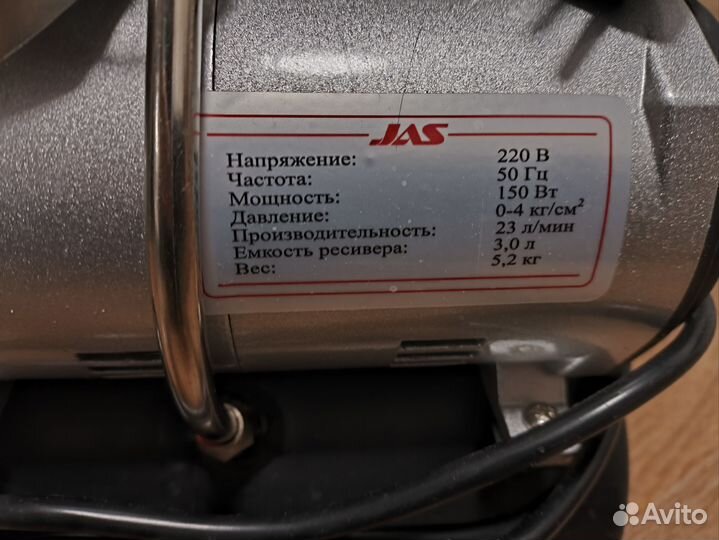 JAS
Напряжение: 220 В
Частота: 50 Гц
Мощность: 150 Вт
Давление: 0-4 кг/см²
Производительность: 23 л/мин
Емкость ресивера: 3,0 л
Вес: 5,2 кг
Avito